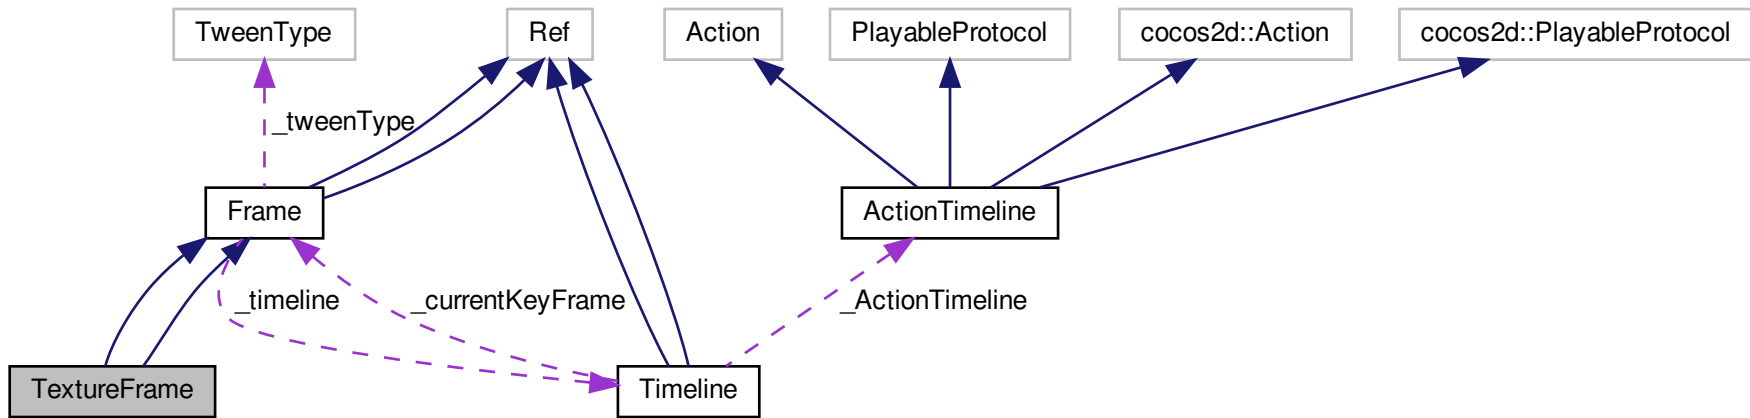 TweenType
Ref
Action
PlayableProtocol
cocos2d::Action
cocos2d::PlayableProtocol
_tweenType
Frame
ActionTimeline
_timeline
_currentKeyFrame
_ActionTimeline
TextureFrame
Timeline